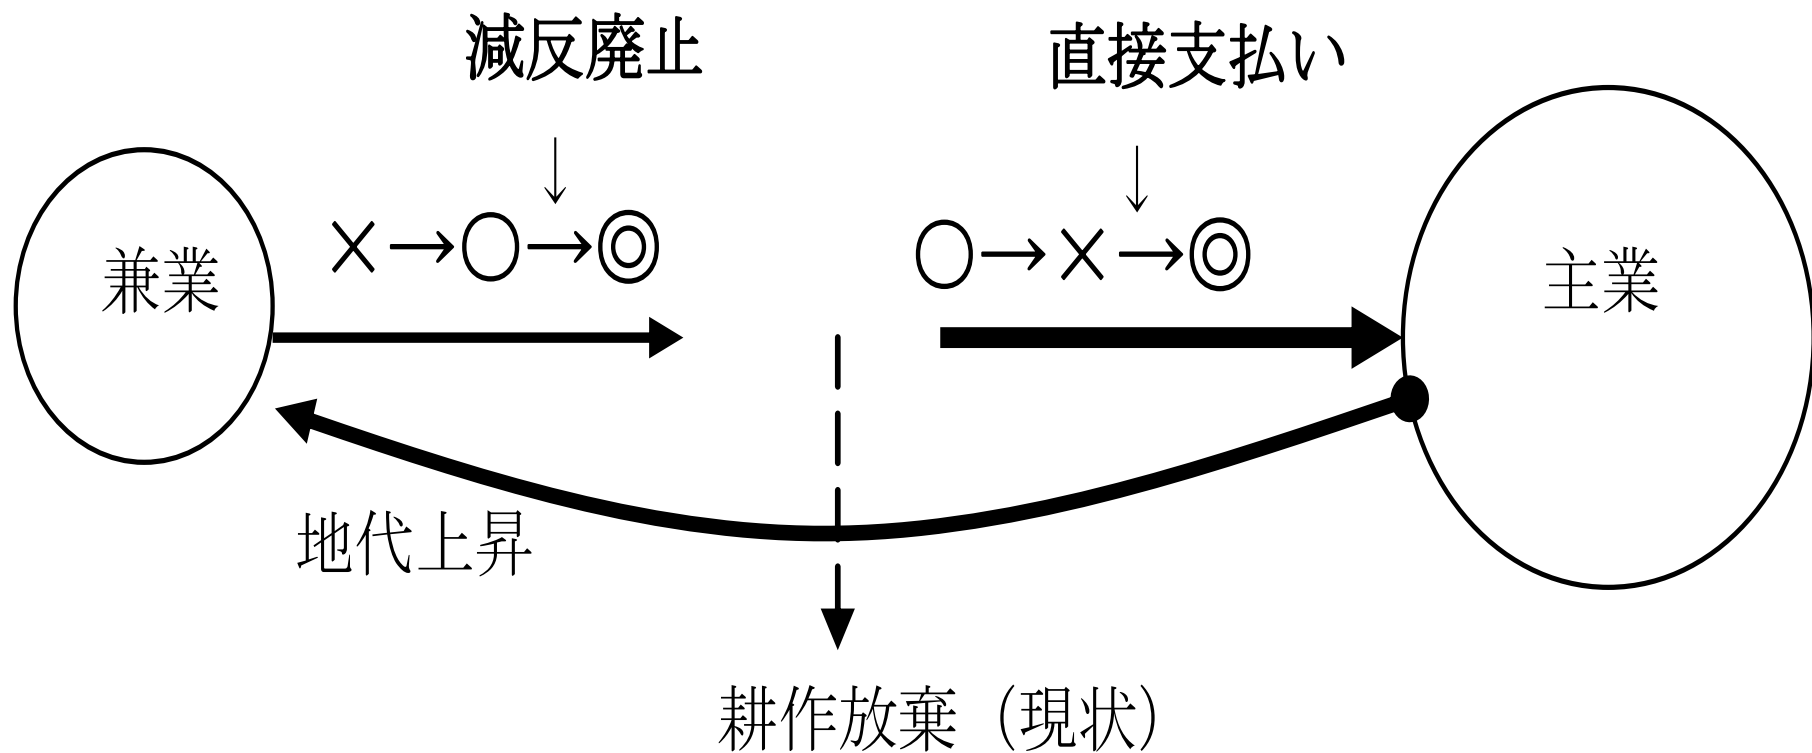 減反廃止
直接支払い
↓
↓
×→○→◎
○→×→◎
兼業
主業
地代上昇
耕作放棄（現状）